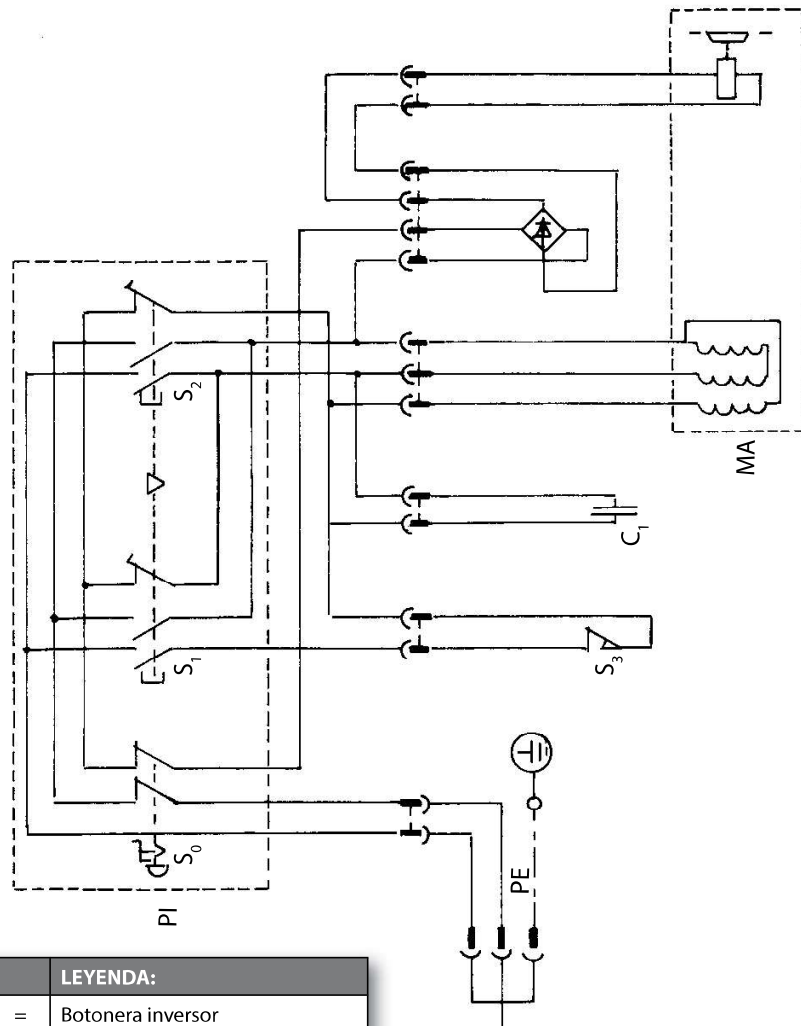 S₂
MA
C₁
S₁
S₃
S₀
PE
PI
LEYENDA:
= Botonera inversor